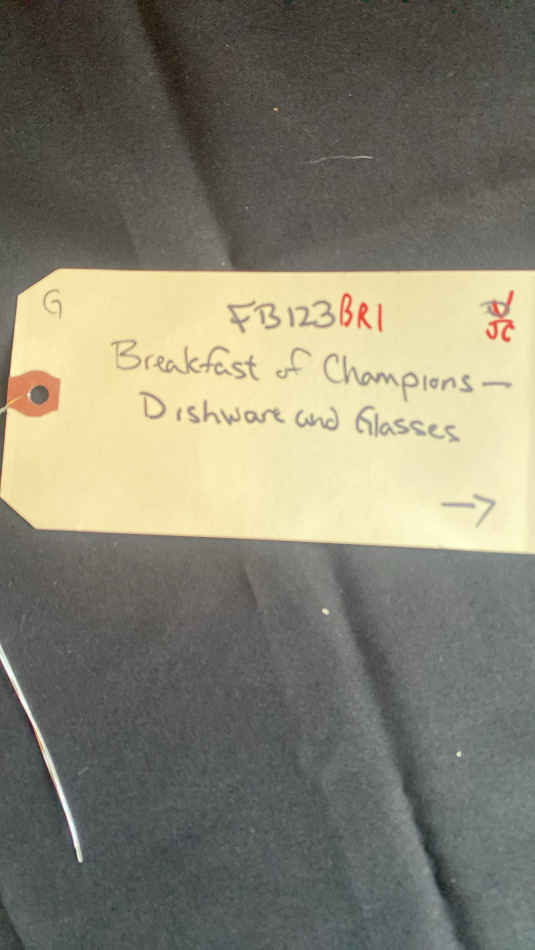 G
FB123BR1
JC
Breakfast of Champions —
Dishware and Glasses
→